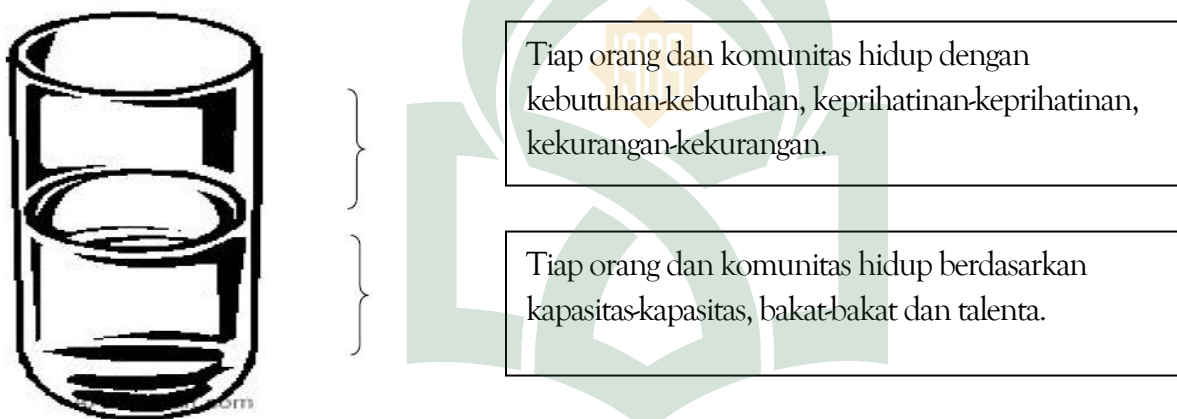 Tiap orang dan komunitas hidup dengan
kebutuhan-kebutuhan, keprihatinan-keprihatinan,
kekurangan-kekurangan.
Tiap orang dan komunitas hidup berdasarkan
kapasitas-kapasitas, bakat-bakat dan talenta.